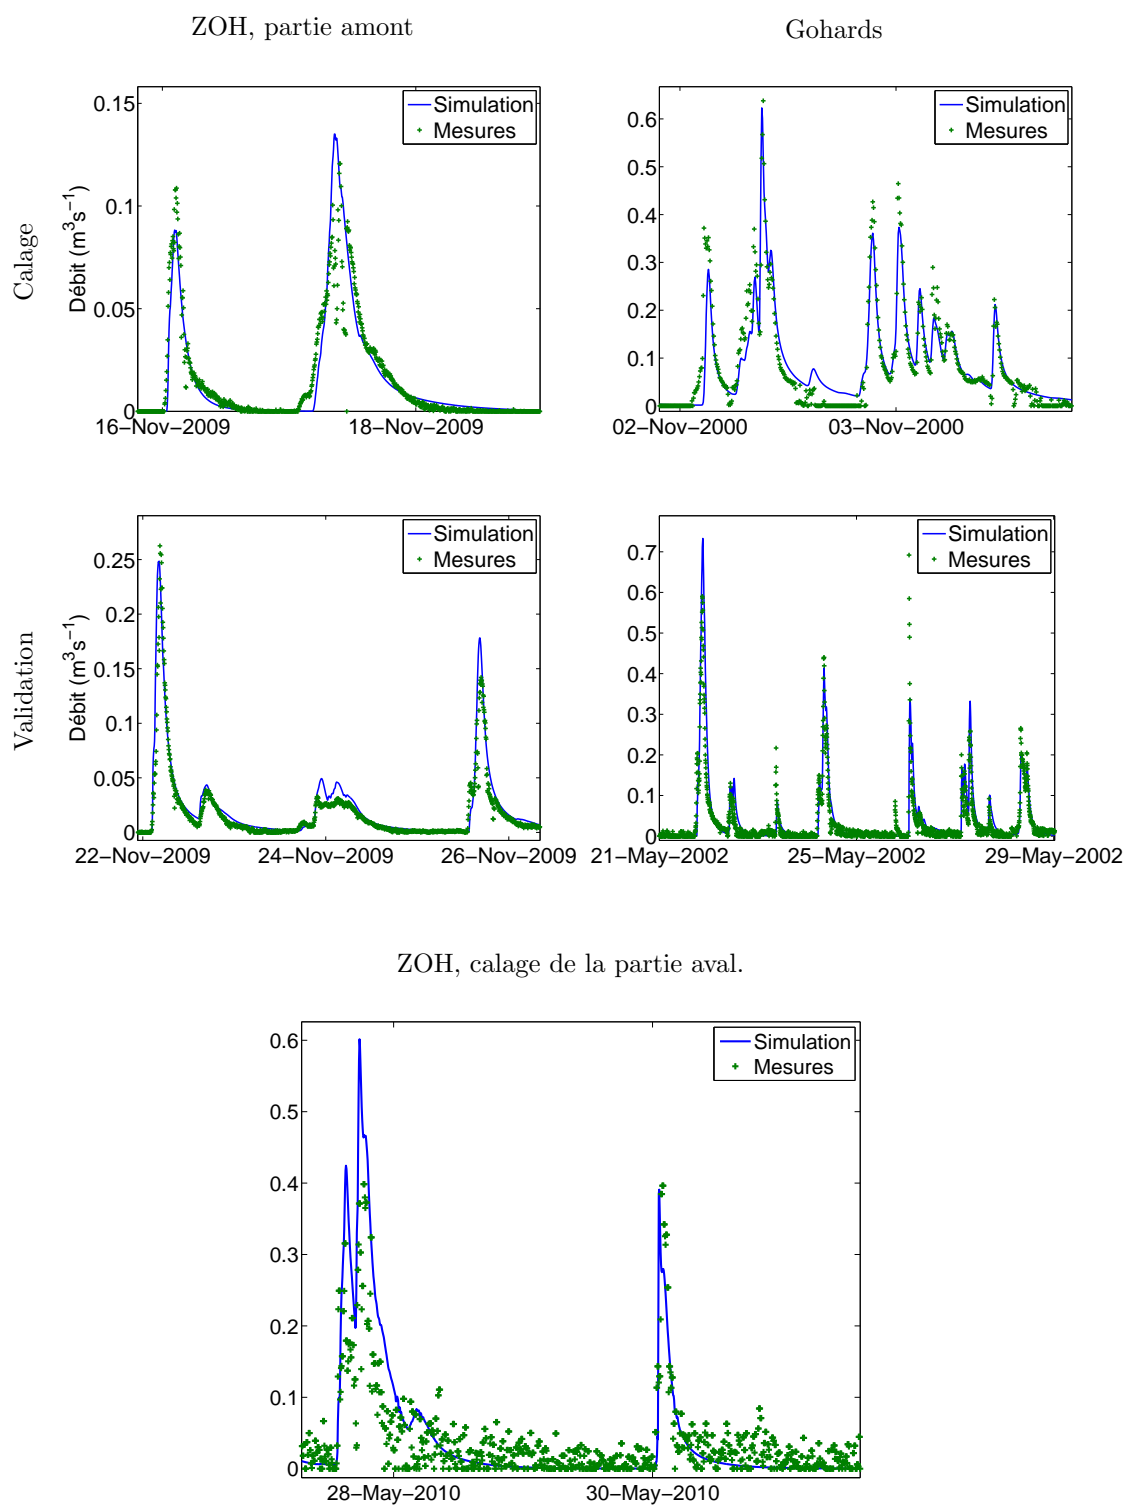 ZOH, partie amont
Gohards
Calage
Débit (m³s⁻¹)
0.15
0.1
0.05
0
16−Nov−2009
18−Nov−2009
Simulation
Mesures
0.6
0.5
0.4
0.3
0.2
0.1
0
02−Nov−2000
03−Nov−2000
Simulation
Mesures
Validation
Débit (m³s⁻¹)
0.25
0.2
0.15
0.1
0.05
0
22−Nov−2009
24−Nov−2009
26−Nov−2009
Simulation
Mesures
0.7
0.6
0.5
0.4
0.3
0.2
0.1
0
21−May−2002
25−May−2002
29−May−2002
Simulation
Mesures
ZOH, calage de la partie aval.
0.6
0.5
0.4
0.3
0.2
0.1
0
28−May−2010
30−May−2010
Simulation
Mesures